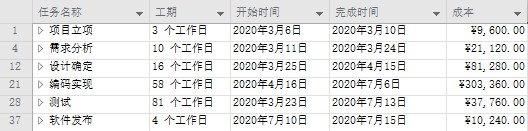 任务名称 工期 开始时间 完成时间 成本
1 项目立项 3 个工作日 2020年3月6日 2020年3月10日 ¥9,600.00
4 需求分析 10 个工作日 2020年3月11日 2020年3月24日 ¥21,120.00
12 设计确定 16 个工作日 2020年3月25日 2020年4月15日 ¥81,280.00
21 编码实现 58 个工作日 2020年4月16日 2020年7月6日 ¥303,360.00
28 测试 81 个工作日 2020年3月23日 2020年7月13日 ¥37,760.00
37 软件发布 4 个工作日 2020年7月10日 2020年7月15日 ¥10,240.00